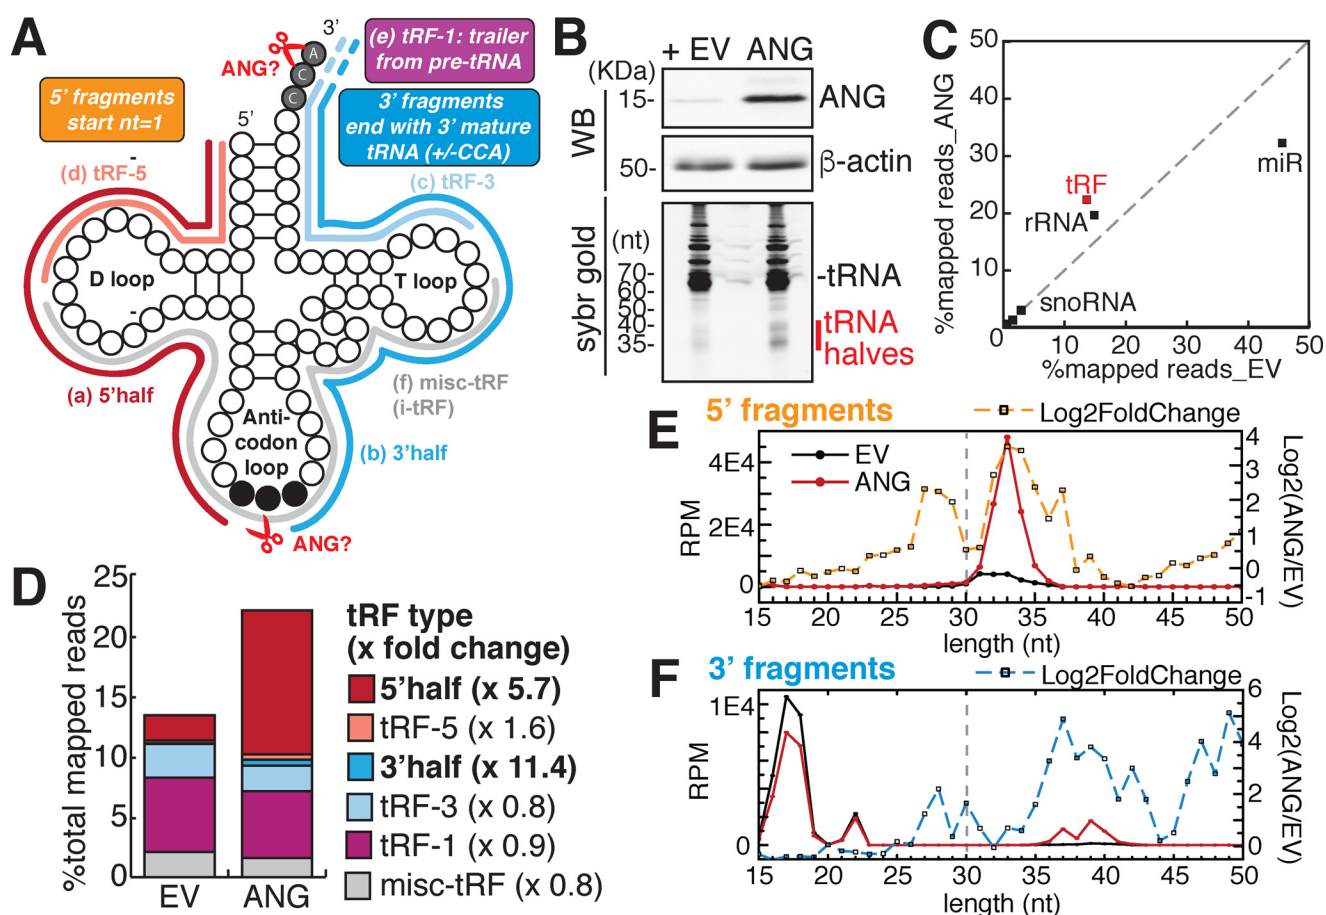 A
3'
(e) tRF-1: trailer
from pre-tRNA
ANG?
A
C
C
5' fragments
start nt=1
3' fragments
end with 3' mature
tRNA (+/-CCA)
5'
-
(d) tRF-5
(c) tRF-3
D loop
T loop
-
(a) 5'half
(f) misc-tRF
(i-tRF)
Anti-
codon
loop
(b) 3'half
ANG?
B
+ EV ANG
(KDa)
15-
ANG
WB
50-
β-actin
(nt)
70-
60-
50-
40-
35-
sybr gold
-tRNA
tRNA
halves
C
%mapped reads_ANG
50
40
30
20
10
0
tRF
rRNA
miR
snoRNA
10 20 30 40 50
%mapped reads_EV
D
%total mapped reads
25
20
15
10
5
0
EV ANG
tRF type
(x fold change)
5'half (x 5.7)
tRF-5 (x 1.6)
3'half (x 11.4)
tRF-3 (x 0.8)
tRF-1 (x 0.9)
misc-tRF (x 0.8)
E
5' fragments
Log2FoldChange
EV
ANG
RPM
4E4
2E4
0
Log2(ANG/EV)
4
3
2
1
0
-1
15 20 25 30 35 40 45 50
length (nt)
F
3' fragments
Log2FoldChange
RPM
1E4
0
Log2(ANG/EV)
6
4
2
0
15 20 25 30 35 40 45 50
length (nt)